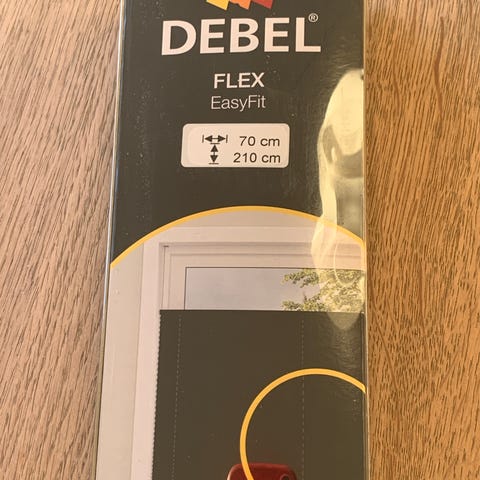 DEBEL®
FLEX
EasyFit
70 cm
210 cm